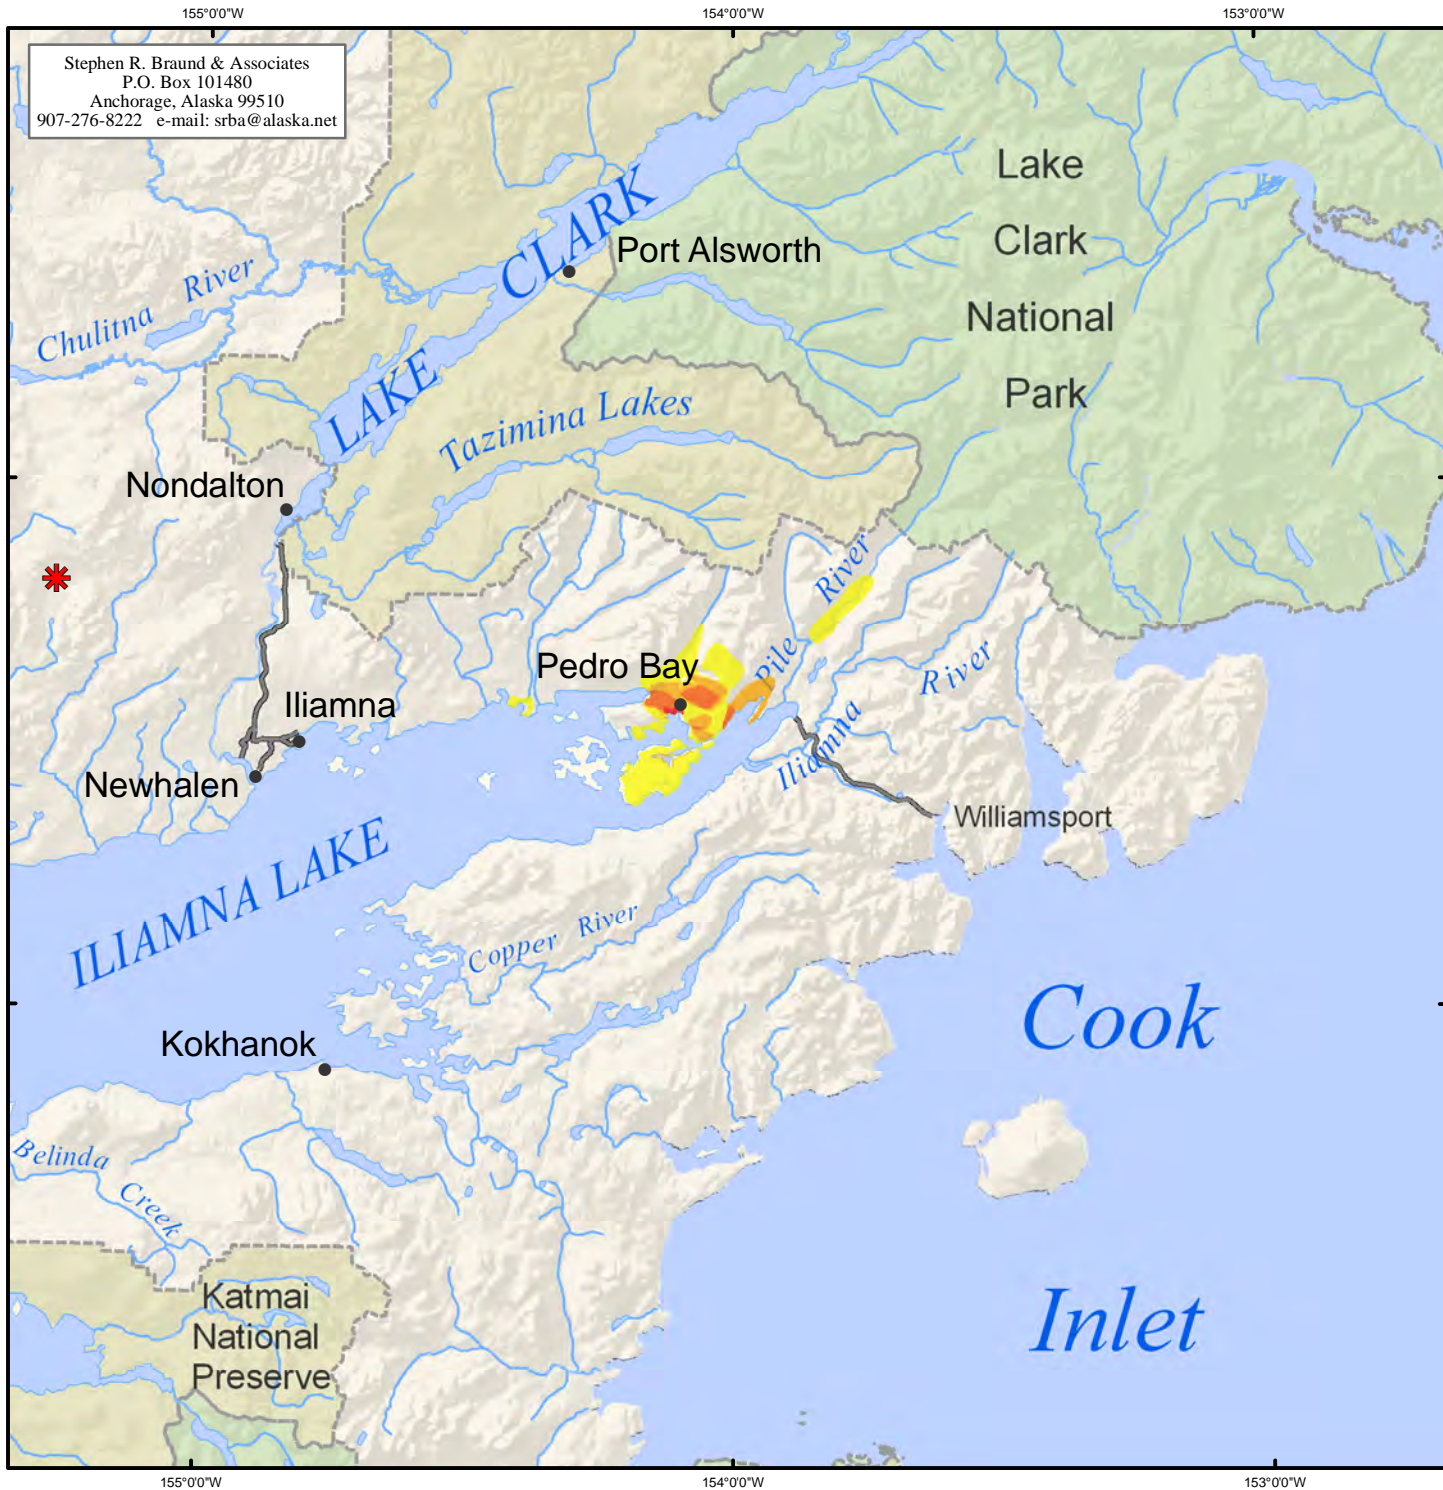 155°0'0"W
154°0'0"W
153°0'0"W
Stephen R. Braund & Associates
P.O. Box 101480
Anchorage, Alaska 99510
907-276-8222 e-mail: srba@alaska.net
Lake
Clark
National
Park
LAKE CLARK
Port Alsworth
Chulitna River
Tazimina Lakes
Nondalton
Pile River
Pedro Bay
Iliamna River
Iliamna
Newhalen
Williamsport
ILIAMNA LAKE
Copper River
Cook
Inlet
Kokhanok
Belinda
Creek
Katmai
National
Preserve
155°0'0"W
154°0'0"W
153°0'0"W